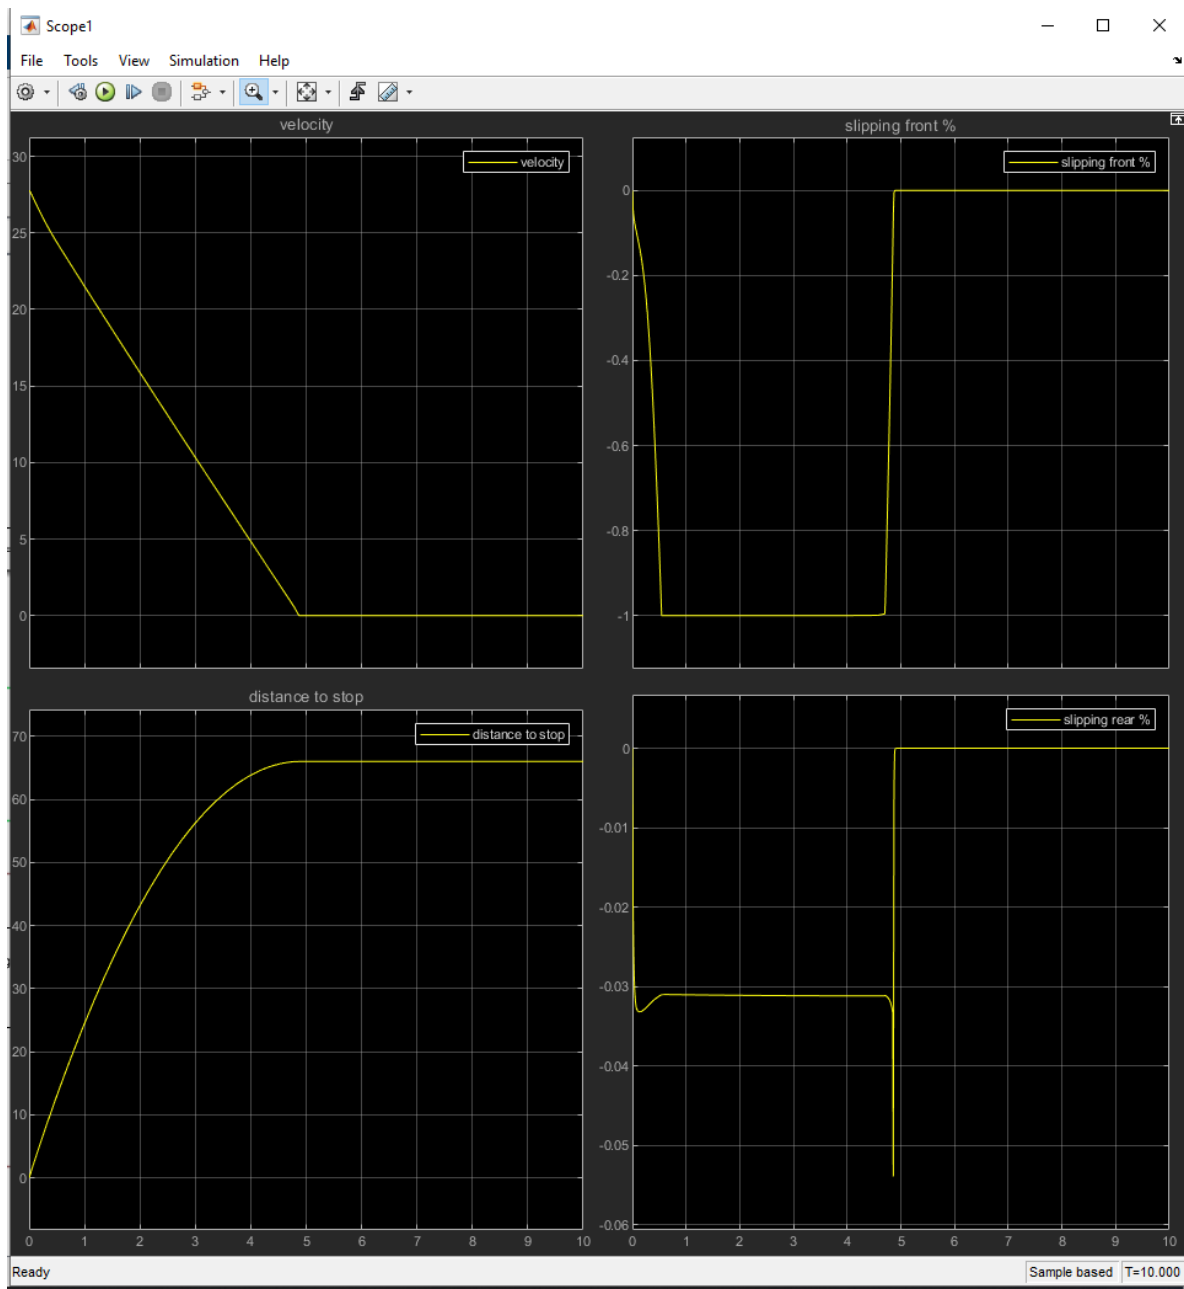 Scope1
File Tools View Simulation Help
velocity
velocity
30
25
20
15
10
5
0
slipping front %
slipping front %
0
-0.2
-0.4
-0.6
-0.8
-1
distance to stop
distance to stop
70
60
50
40
30
20
10
0
0 1 2 3 4 5 6 7 8 9 10
slipping rear %
0
-0.01
-0.02
-0.03
-0.04
-0.05
-0.06
0 1 2 3 4 5 6 7 8 9 10
Ready
Sample based T=10.000